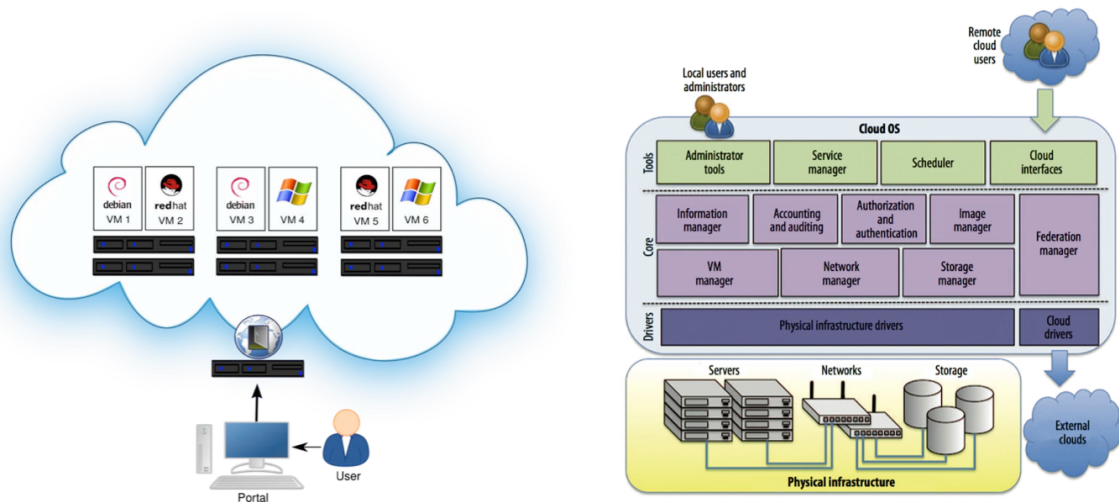 debian
VM 1
redhat
VM 2
debian
VM 3
VM 4
redhat
VM 5
VM 6
User
Portal
Remote
cloud
users
Local users and
administrators
Cloud OS
Tools
Administrator
tools
Service
manager
Scheduler
Cloud
interfaces
Core
Information
manager
Accounting
and auditing
Authorization
and
authentication
Image
manager
Federation
manager
VM
manager
Network
manager
Storage
manager
Drivers
Physical infrastructure drivers
Cloud
drivers
Servers
Networks
Storage
External
clouds
Physical infrastructure